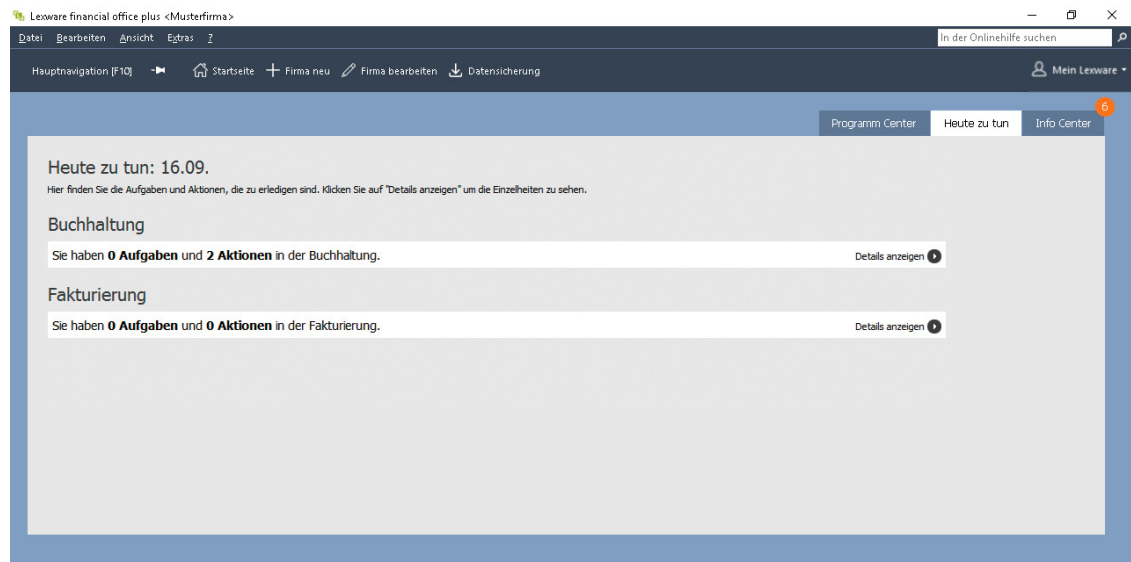 Lexware financial office plus <Musterfirma>
Datei Bearbeiten Ansicht Extras ?
In der Onlinehilfe suchen
Hauptnavigation [F10] Startseite Firma neu Firma bearbeiten Datensicherung Mein Lexware
6
Programm Center Heute zu tun Info Center
Heute zu tun: 16.09.
Hier finden Sie die Aufgaben und Aktionen, die zu erledigen sind. Klicken Sie auf "Details anzeigen" um die Einzelheiten zu sehen.
Buchhaltung
Sie haben 0 Aufgaben und 2 Aktionen in der Buchhaltung. Details anzeigen
Fakturierung
Sie haben 0 Aufgaben und 0 Aktionen in der Fakturierung. Details anzeigen